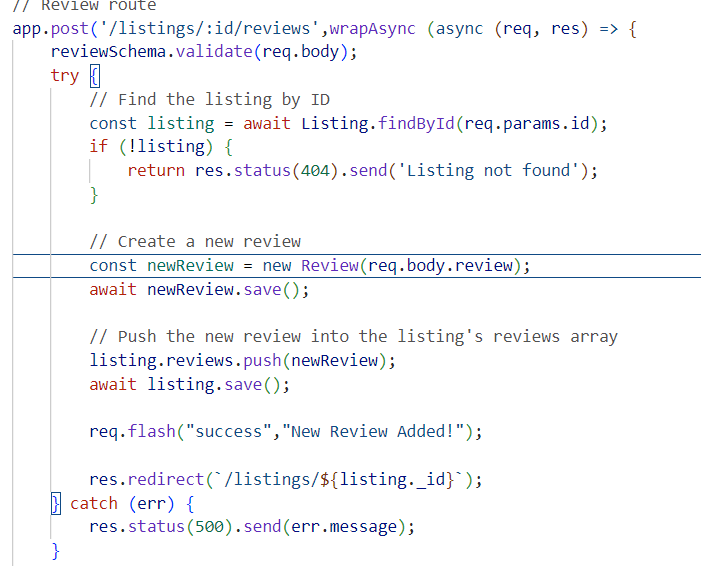 // Review route
app.post('/listings/:id/reviews',wrapAsync (async (req, res) => {
    reviewSchema.validate(req.body);
    try {
        // Find the listing by ID
        const listing = await Listing.findById(req.params.id);
        if (!listing) {
            return res.status(404).send('Listing not found');
        }
        // Create a new review
        const newReview = new Review(req.body.review);
        await newReview.save();
        // Push the new review into the listing's reviews array
        listing.reviews.push(newReview);
        await listing.save();
        req.flash("success","New Review Added!");
        res.redirect(`/listings/${listing._id}`);
    } catch (err) {
        res.status(500).send(err.message);
    }